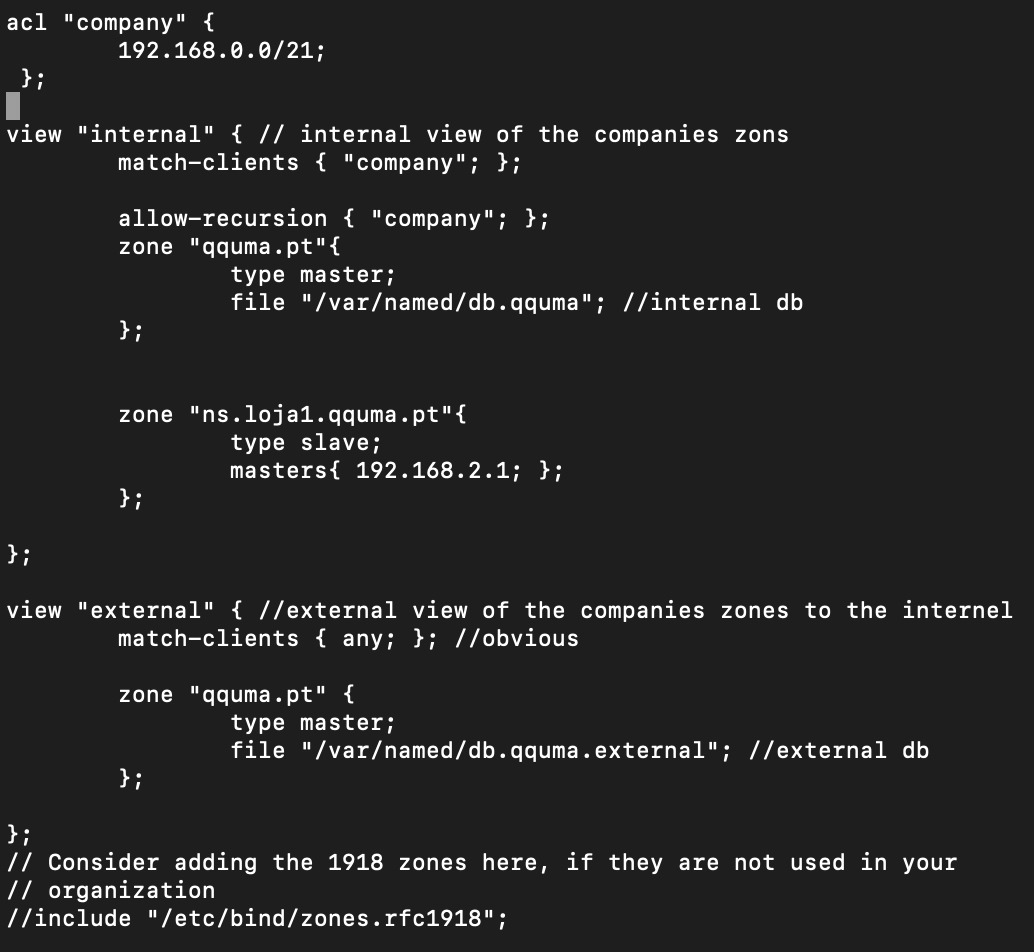 acl "company" {
        192.168.0.0/21;
 };
view "internal" { // internal view of the companies zons
        match-clients { "company"; };
        allow-recursion { "company"; };
        zone "qquma.pt"{
                type master;
                file "/var/named/db.qquma"; //internal db
        };
        zone "ns.loja1.qquma.pt"{
                type slave;
                masters{ 192.168.2.1; };
        };
};
view "external" { //external view of the companies zones to the internel
        match-clients { any; }; //obvious
        zone "qquma.pt" {
                type master;
                file "/var/named/db.qquma.external"; //external db
        };
};
// Consider adding the 1918 zones here, if they are not used in your
// organization
//include "/etc/bind/zones.rfc1918";